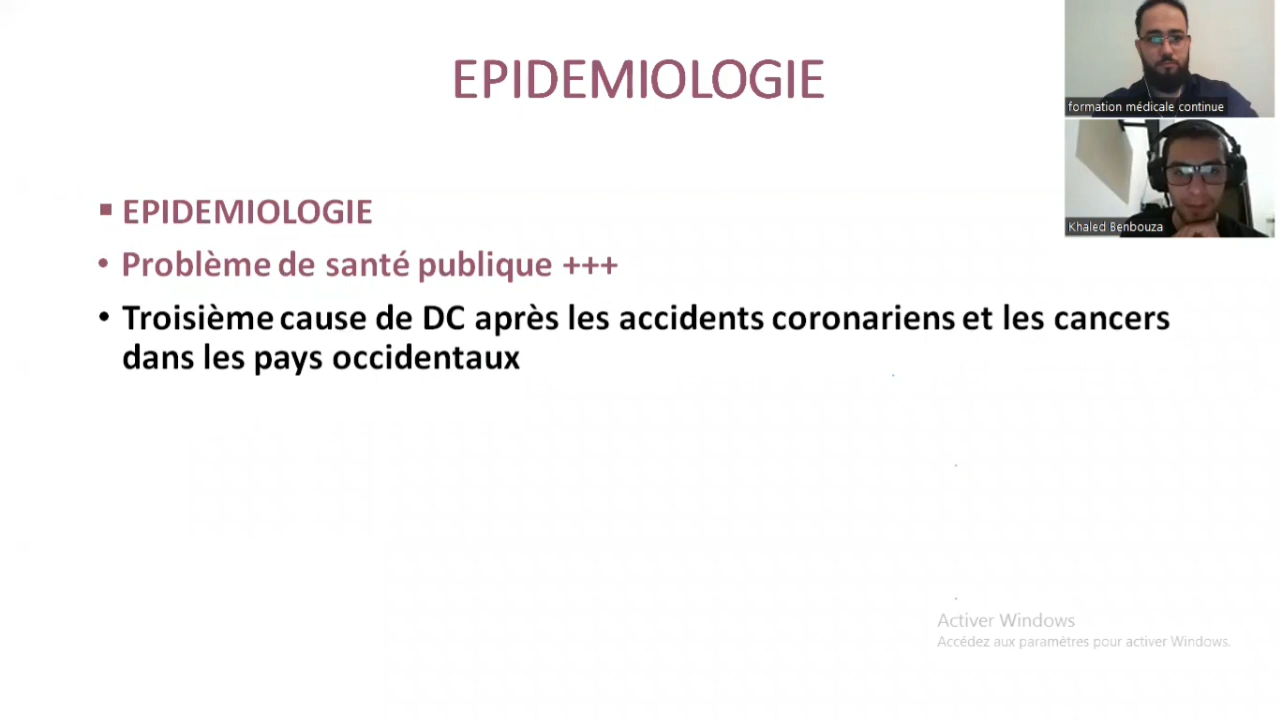 EPIDEMIOLOGIE
formation médicale continue
Khaled Benbouza
▪ EPIDEMIOLOGIE
• Problème de santé publique +++
• Troisième cause de DC après les accidents coronariens et les cancers
dans les pays occidentaux
Activer Windows
Accédez aux paramètres pour activer Windows.